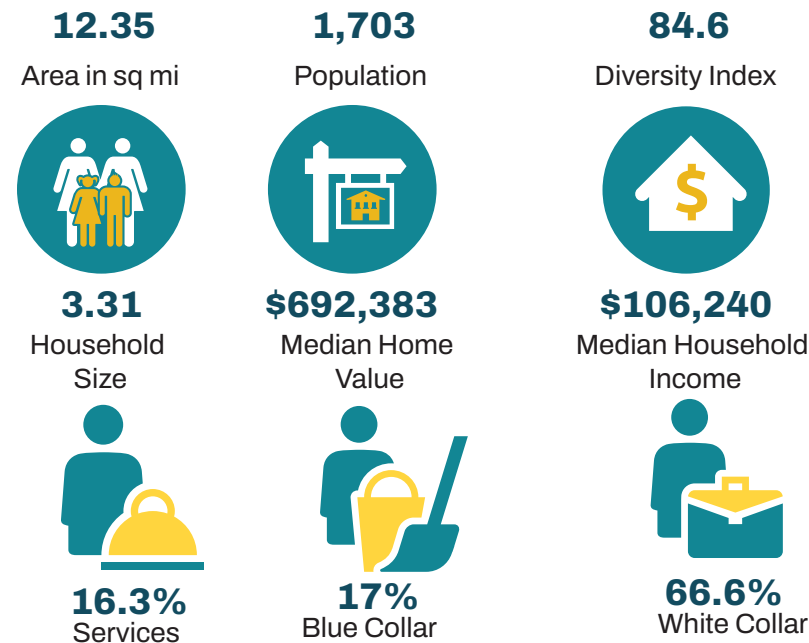 12.35
Area in sq mi
1,703
Population
84.6
Diversity Index
3.31
Household
Size
$692,383
Median Home
Value
$106,240
Median Household
Income
16.3%
Services
17%
Blue Collar
66.6%
White Collar